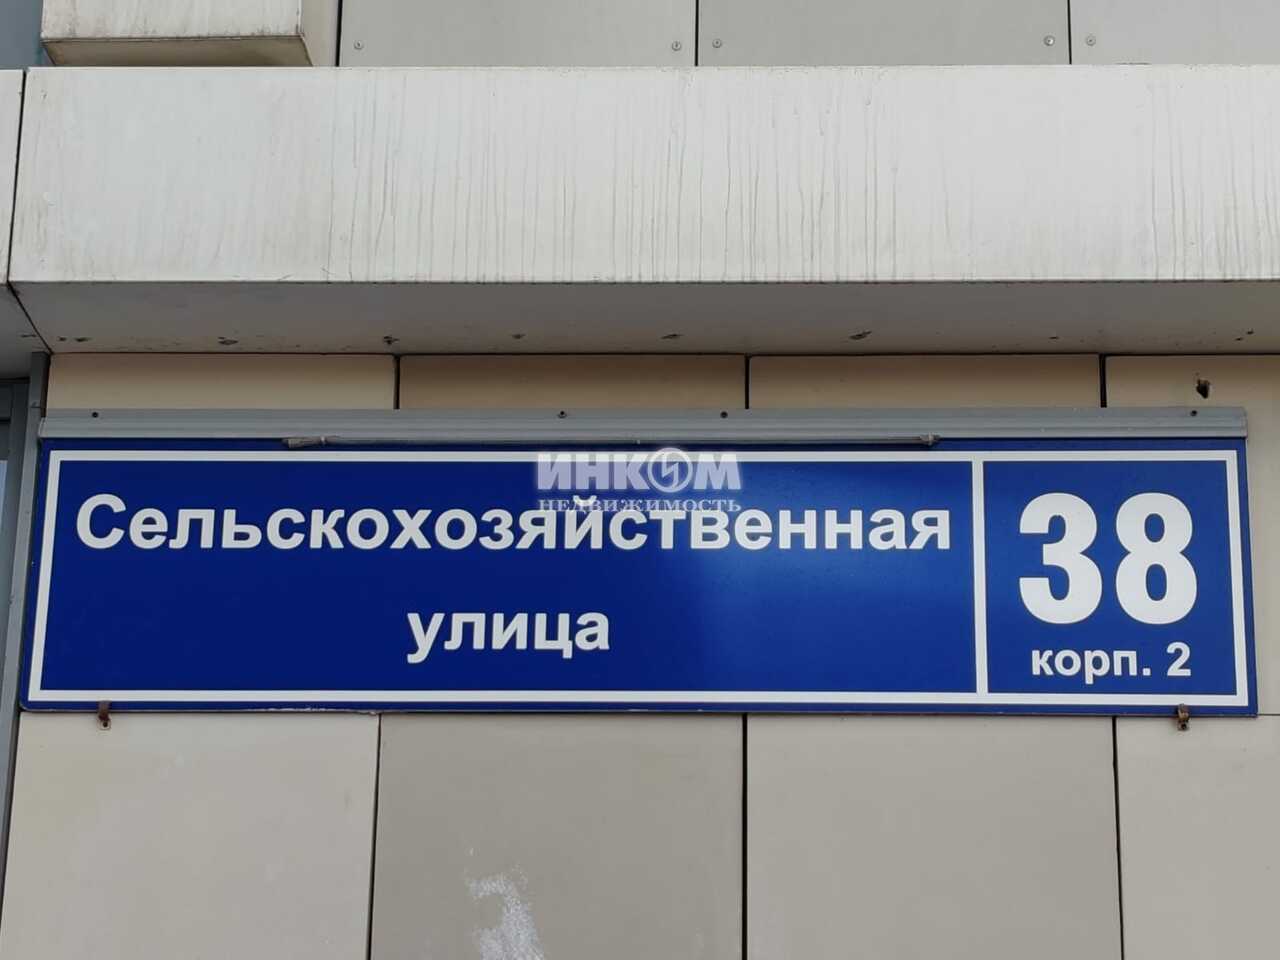 ИНКОМ
НЕДВИЖИМОСТЬ
Сельскохозяйственная
улица
38
корп. 2